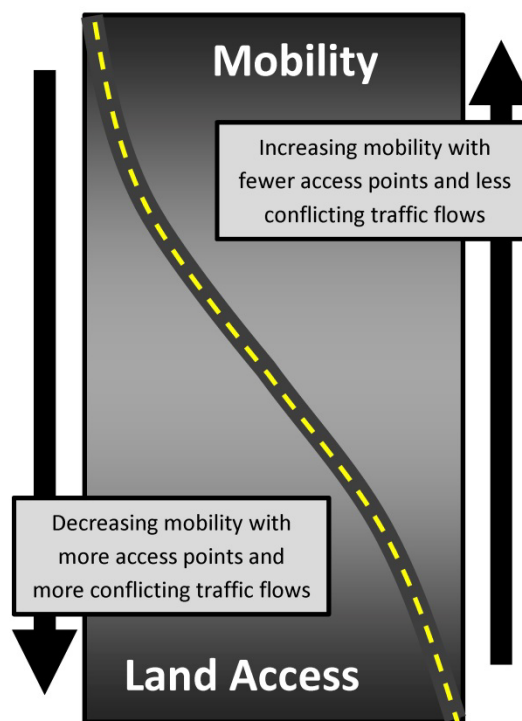 Mobility
Increasing mobility with
fewer access points and less
conflicting traffic flows
Decreasing mobility with
more access points and
more conflicting traffic flows
Land Access